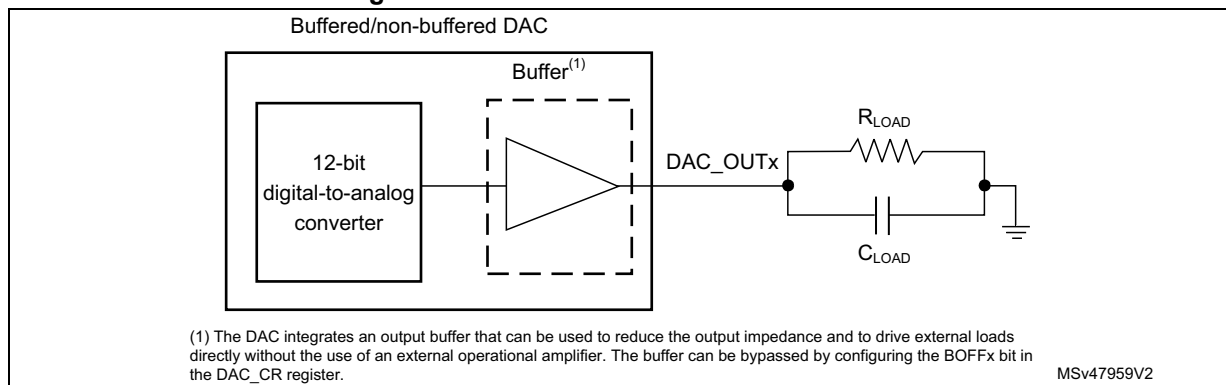 Buffered/non-buffered DAC
Buffer(1)
12-bit
digital-to-analog
converter
DAC_OUTx
RLOAD
CLOAD
(1) The DAC integrates an output buffer that can be used to reduce the output impedance and to drive external loads
directly without the use of an external operational amplifier. The buffer can be bypassed by configuring the BOFFx bit in
the DAC_CR register.
MSv47959V2